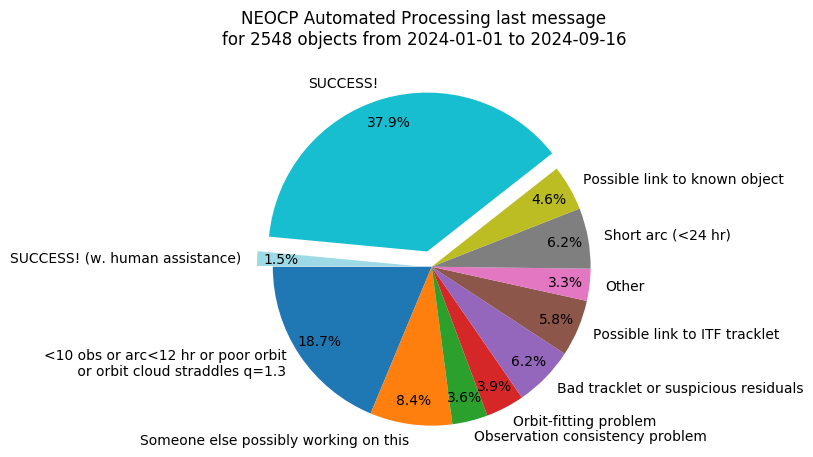 NEOCP Automated Processing last message
for 2548 objects from 2024-01-01 to 2024-09-16
SUCCESS!
37.9%
Possible link to known object
4.6%
Short arc (<24 hr)
6.2%
SUCCESS! (w. human assistance)
1.5%
Other
3.3%
Possible link to ITF tracklet
5.8%
<10 obs or arc<12 hr or poor orbit
or orbit cloud straddles q=1.3
18.7%
Bad tracklet or suspicious residuals
6.2%
Orbit-fitting problem
3.9%
Observation consistency problem
3.6%
Someone else possibly working on this
8.4%